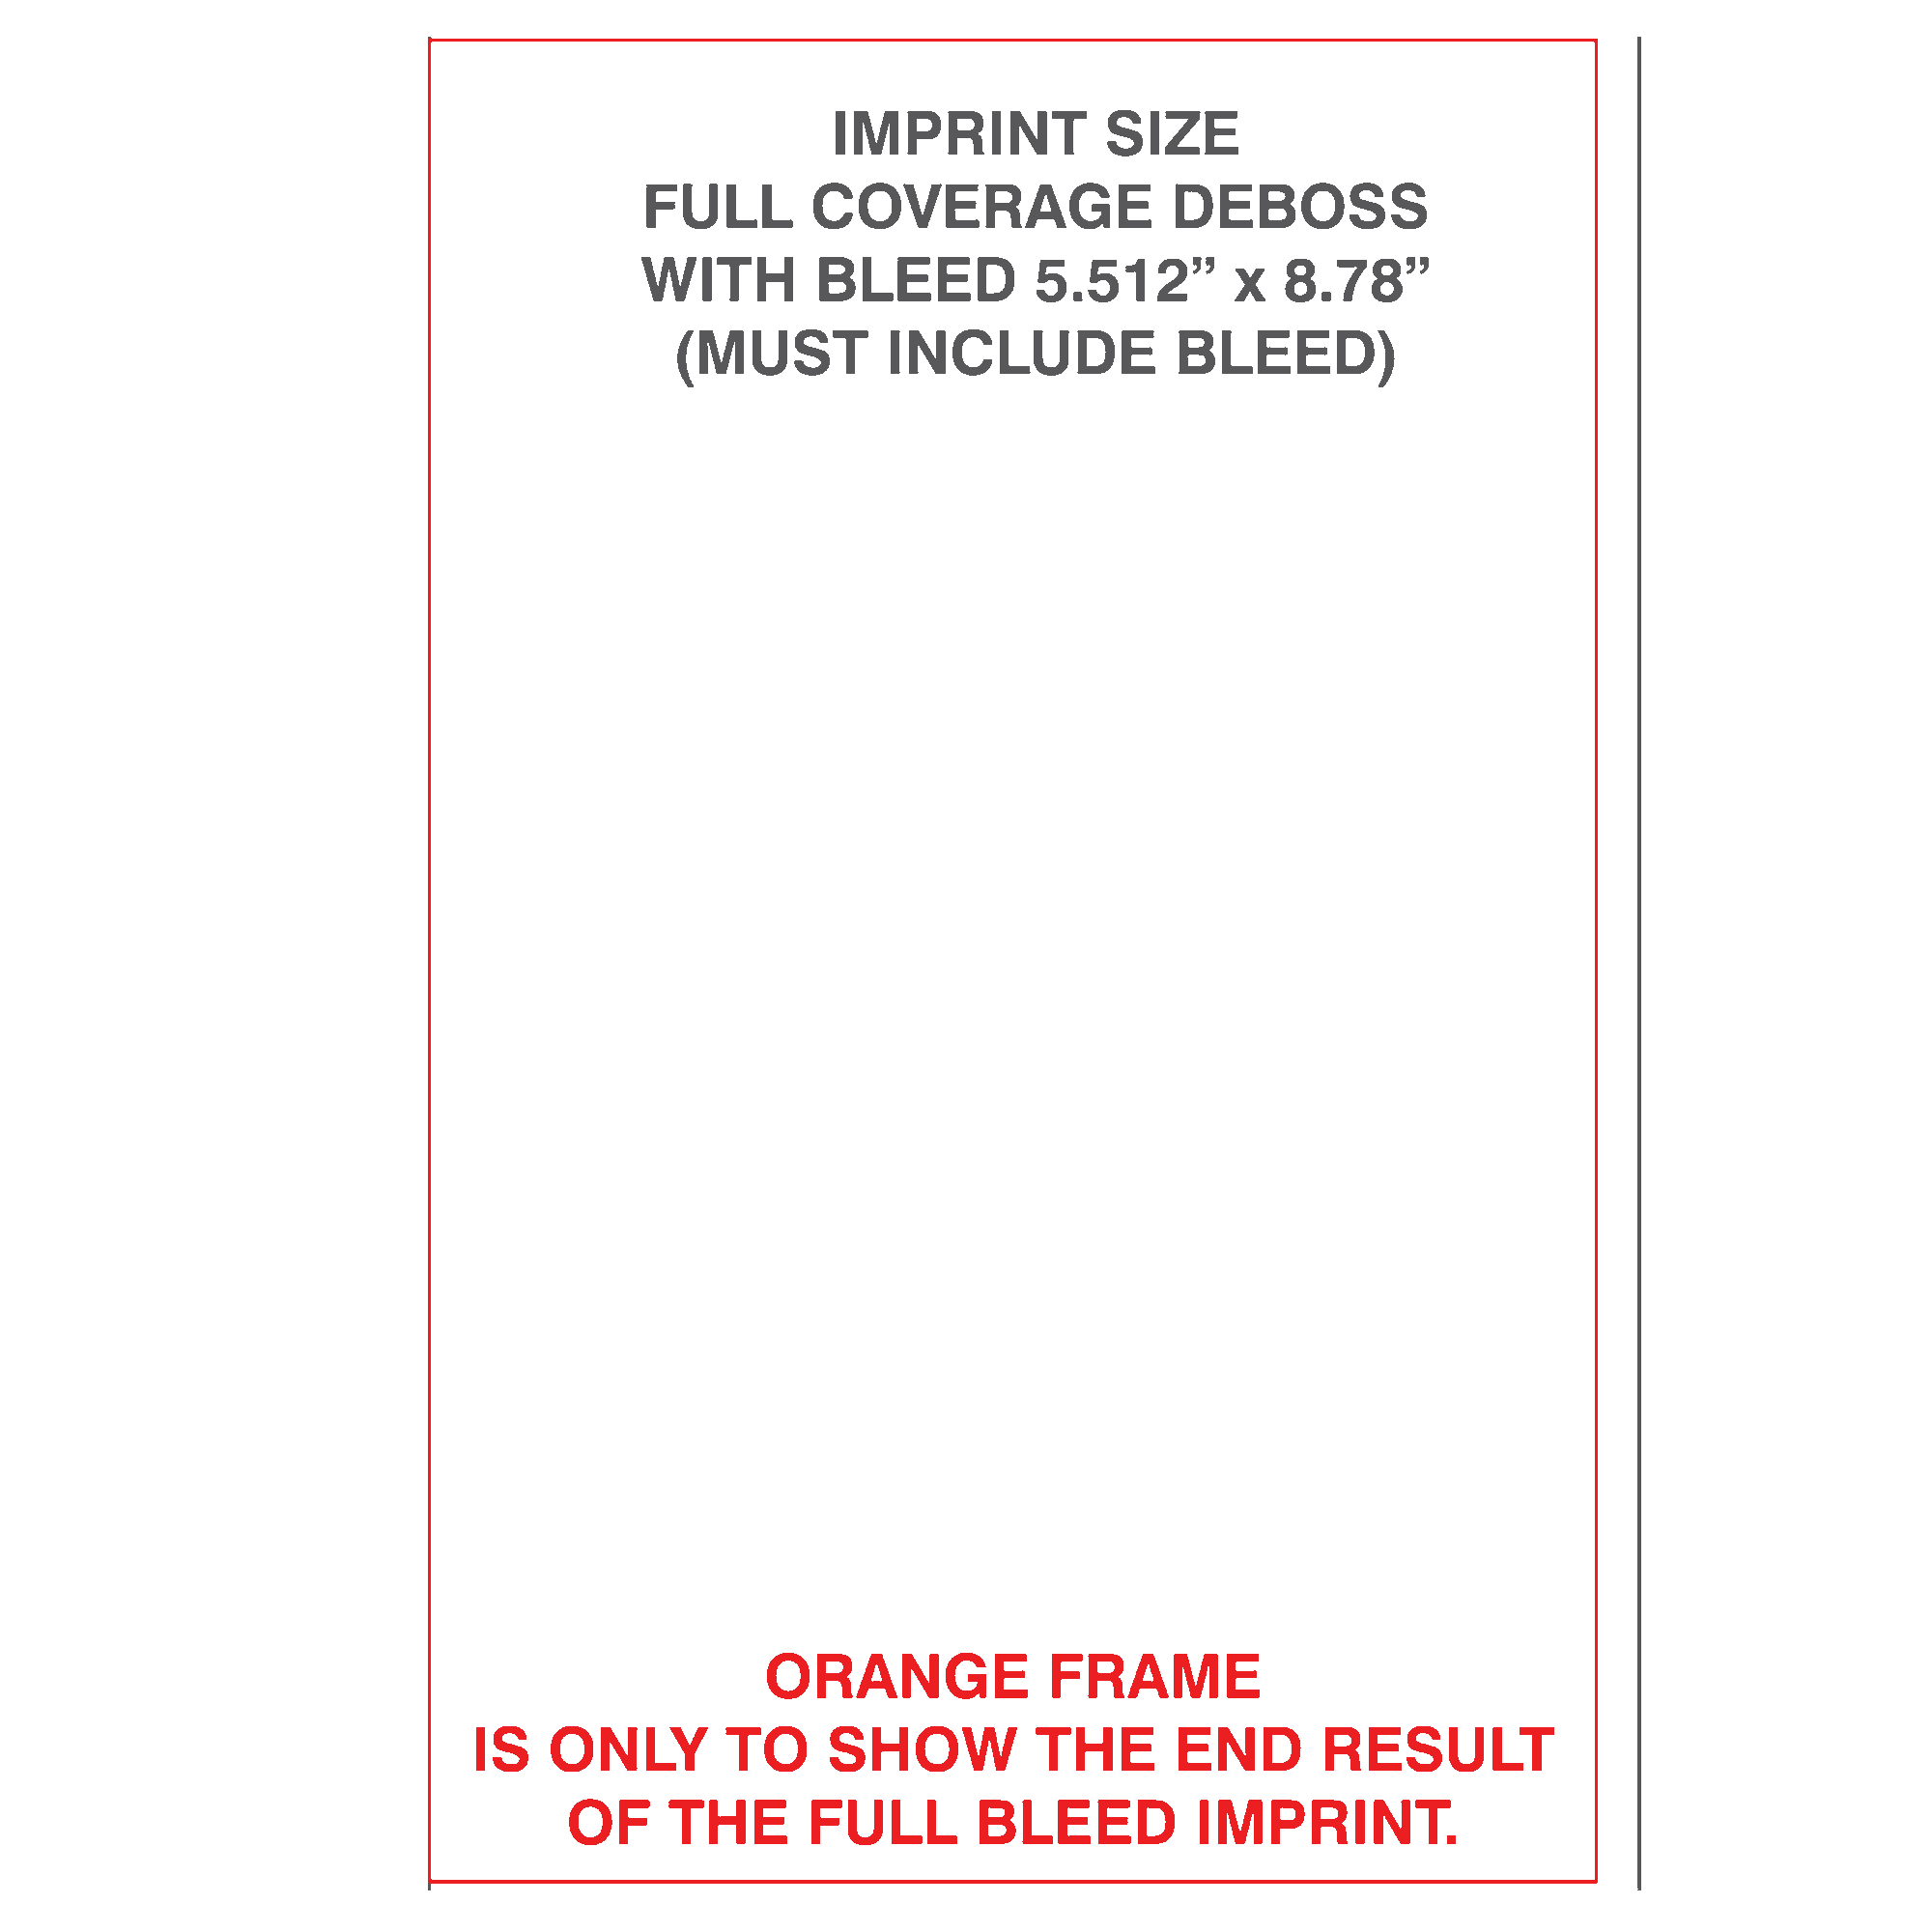 IMPRINT SIZE
FULL COVERAGE DEBOSS
WITH BLEED 5.512” x 8.78”
(MUST INCLUDE BLEED)
ORANGE FRAME
IS ONLY TO SHOW THE END RESULT
OF THE FULL BLEED IMPRINT.